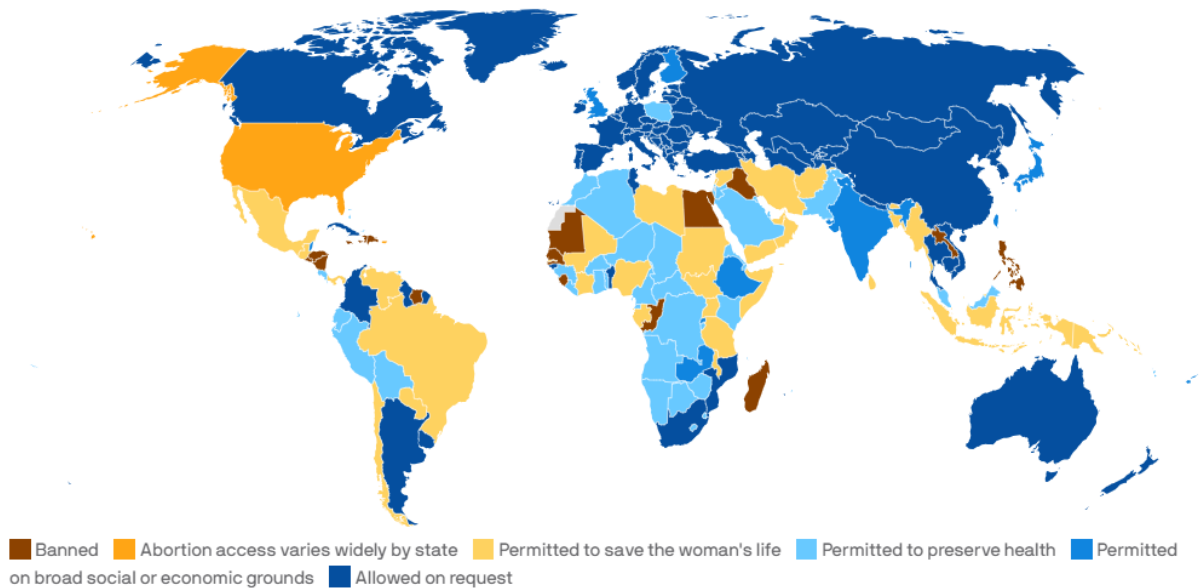 Banned Abortion access varies widely by state Permitted to save the woman's life Permitted to preserve health Permitted
on broad social or economic grounds Allowed on request